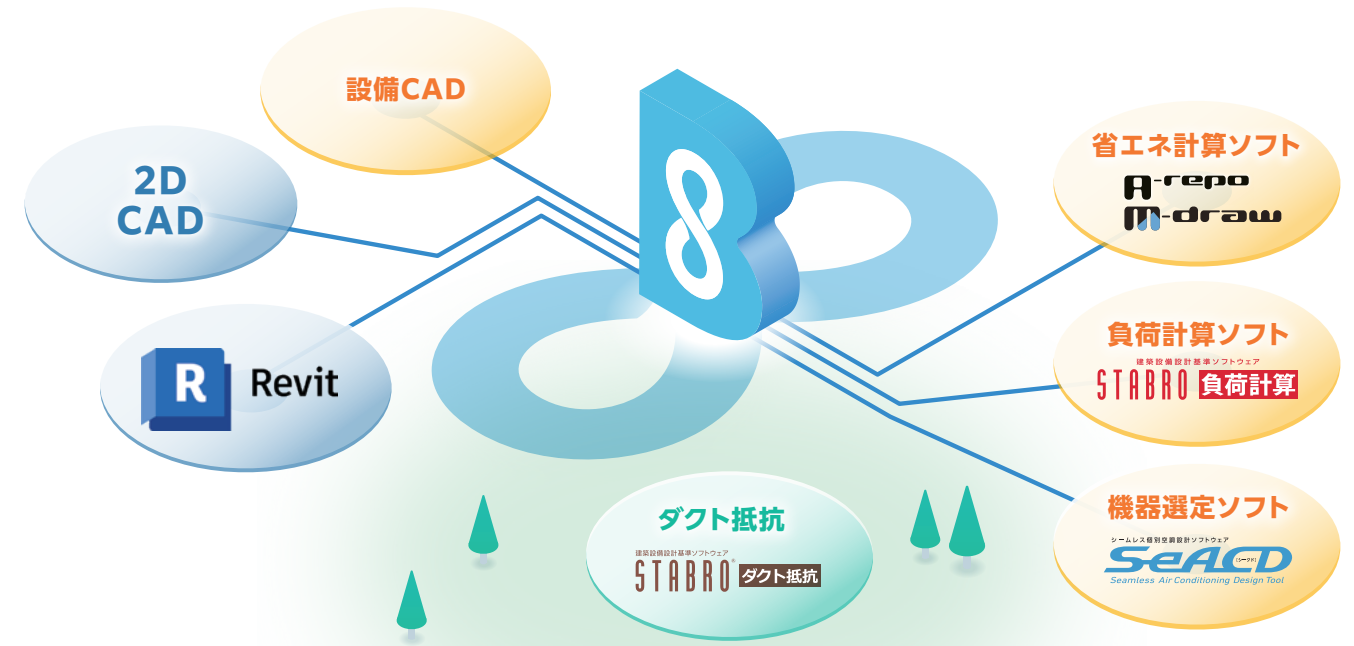 設備CAD
2D
CAD
R Revit
B
8
省エネ計算ソフト
A-repo
M-draw
負荷計算ソフト
建築設備設計基準ソフトウェア
STABRO 負荷計算
機器選定ソフト
シームレス個別空調設計ソフトウェア
SeACD [シークド]
Seamless Air Conditioning Design Tool
ダクト抵抗
建築設備設計基準ソフトウェア
STABRO® ダクト抵抗